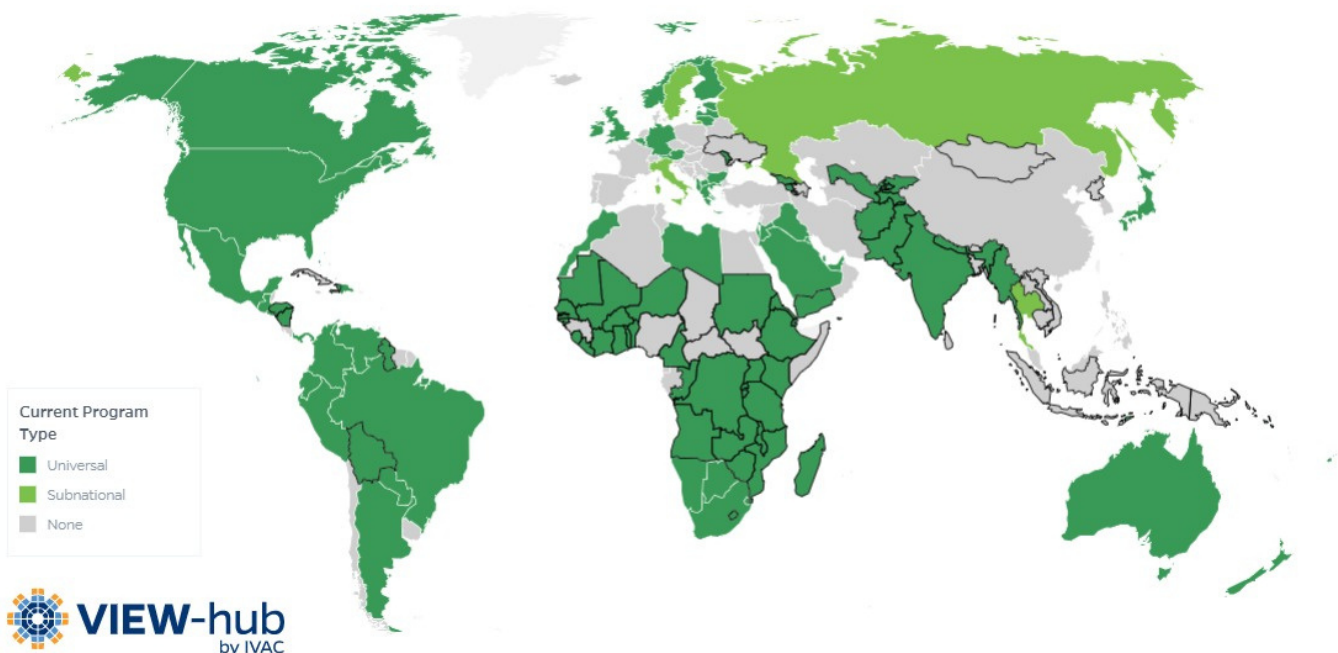 Current Program
Type
Universal
Subnational
None
VIEW-hub
by IVAC